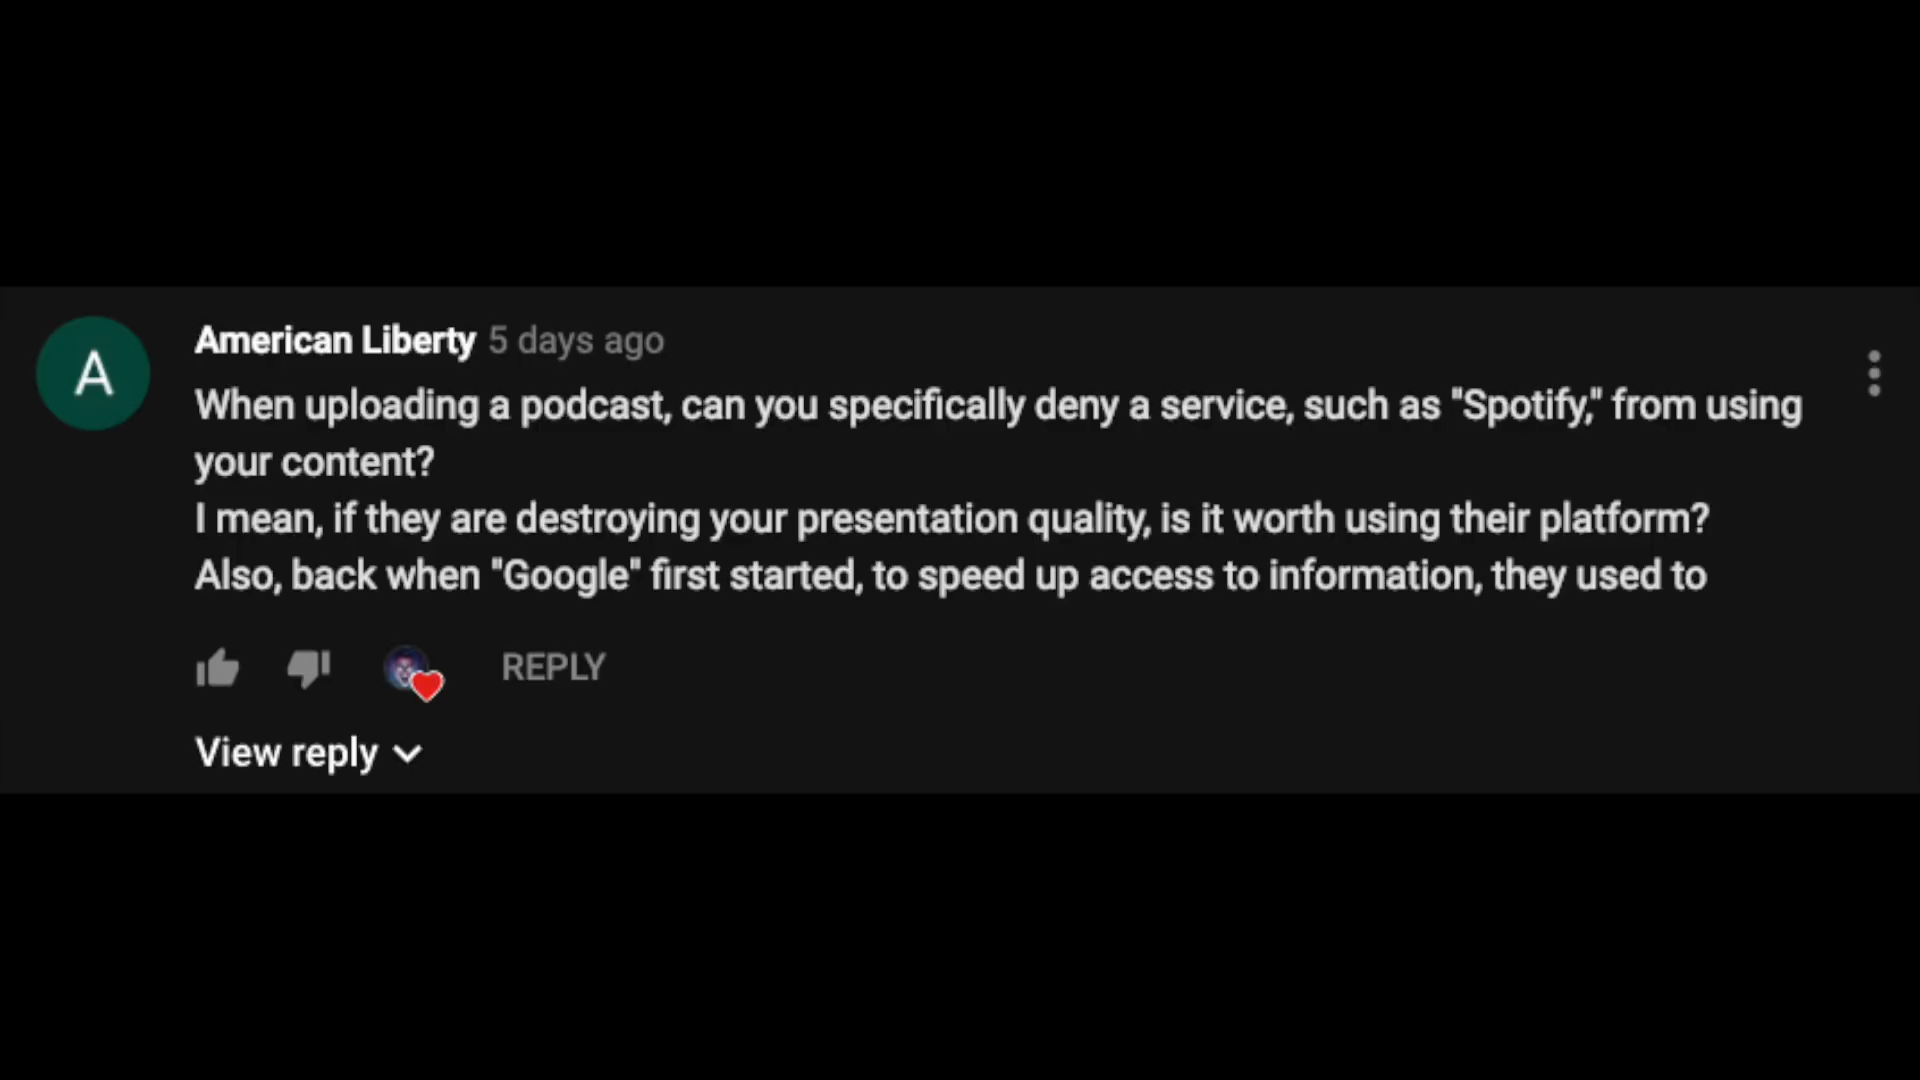 A
American Liberty 5 days ago
When uploading a podcast, can you specifically deny a service, such as "Spotify," from using
your content?
I mean, if they are destroying your presentation quality, is it worth using their platform?
Also, back when "Google" first started, to speed up access to information, they used to
REPLY
View reply